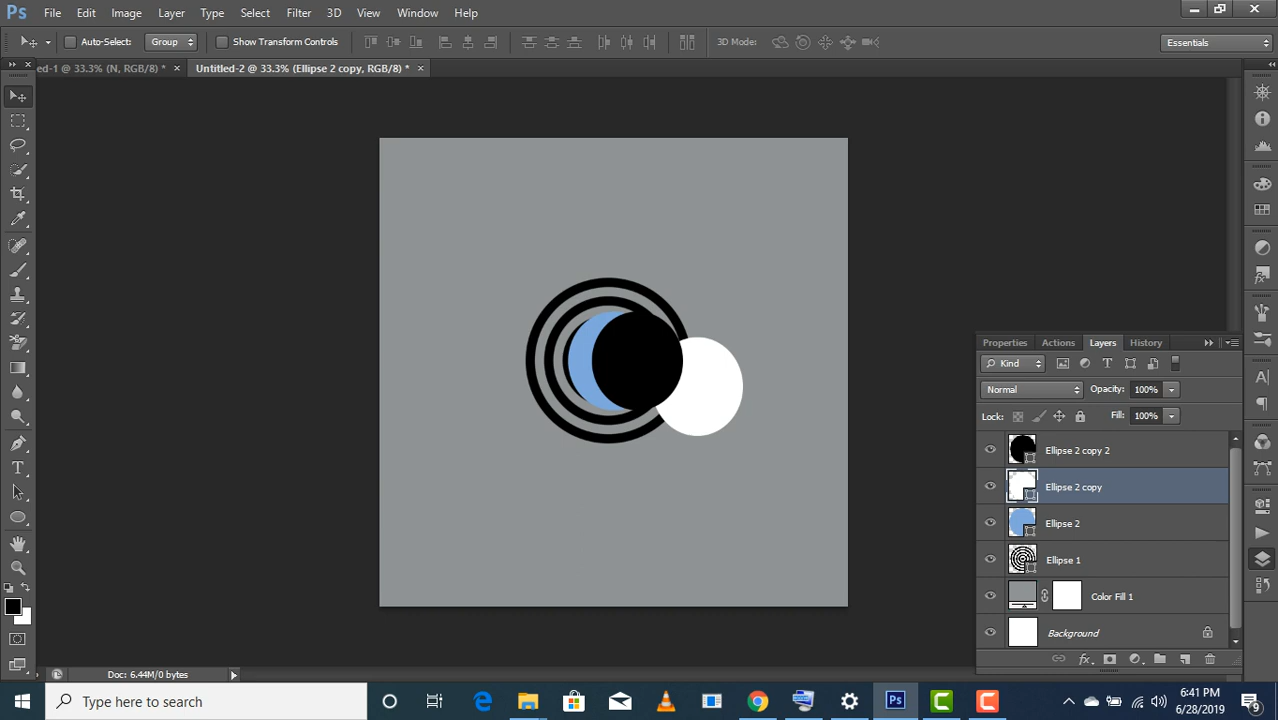 Ps File Edit Image Layer Type Select Filter 3D View Window Help
Auto-Select: Group Show Transform Controls 3D Mode: Essentials
ed-1 @ 33.3% (N, RGB/8) * × Untitled-2 @ 33.3% (Ellipse 2 copy, RGB/8) * ×
Properties Actions Layers History
Kind
Normal Opacity: 100%
Lock: Fill: 100%
Ellipse 2 copy 2
Ellipse 2 copy
Ellipse 2
Ellipse 1
Color Fill 1
Background
Doc: 6.44M/0 bytes
Type here to search
Ps
6:41 PM
6/28/2019
9